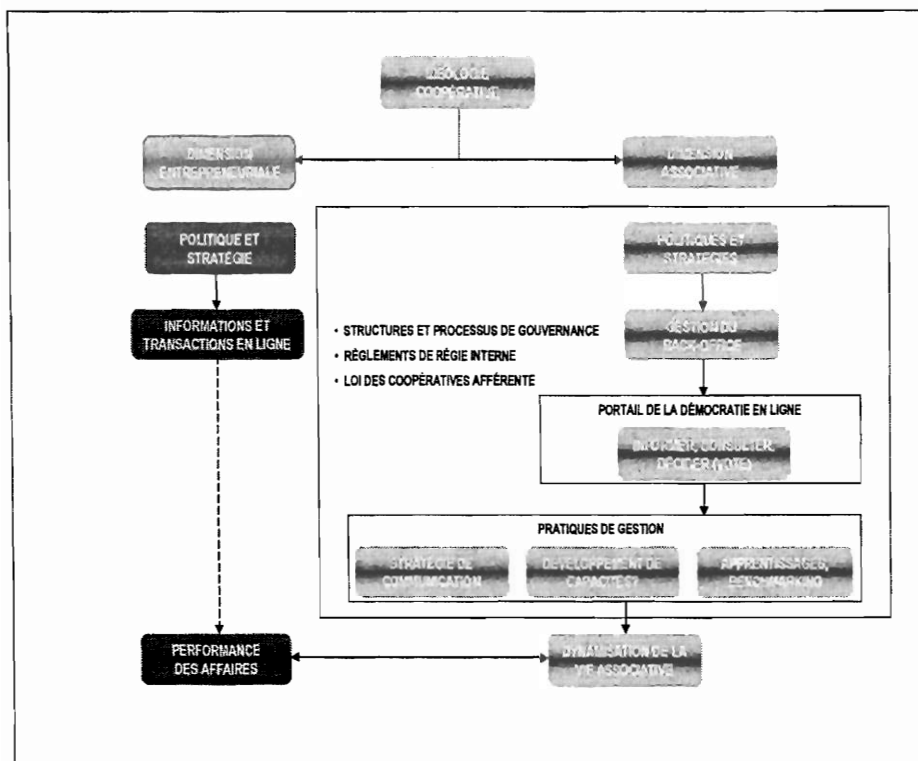 IDÉOLOGIE
COOPÉRATIVE
DIMENSION
ENTREPRENEURIALE
DIMENSION
ASSOCIATIVE
POLITIQUE ET
STRATÉGIE
POLITIQUES ET
STRATÉGIES
INFORMATIONS ET
TRANSACTIONS EN LIGNE
• STRUCTURES ET PROCESSUS DE GOUVERNANCE
• RÈGLEMENTS DE RÉGIE INTERNE
• LOI DES COOPÉRATIVES AFFÉRENTE
GESTION DU
BACK-OFFICE
PORTAIL DE LA DÉMOCRATIE EN LIGNE
INFORMER, CONSULTER,
DÉCIDER (VOTE)
PRATIQUES DE GESTION
STRATÉGIE DE
COMMUNICATION
DÉVELOPPEMENT DE
APPRENTISSAGES,
BENCHMARKING
PERFORMANCE
DES AFFAIRES
DYNAMISATION DE LA
VIE ASSOCIATIVE